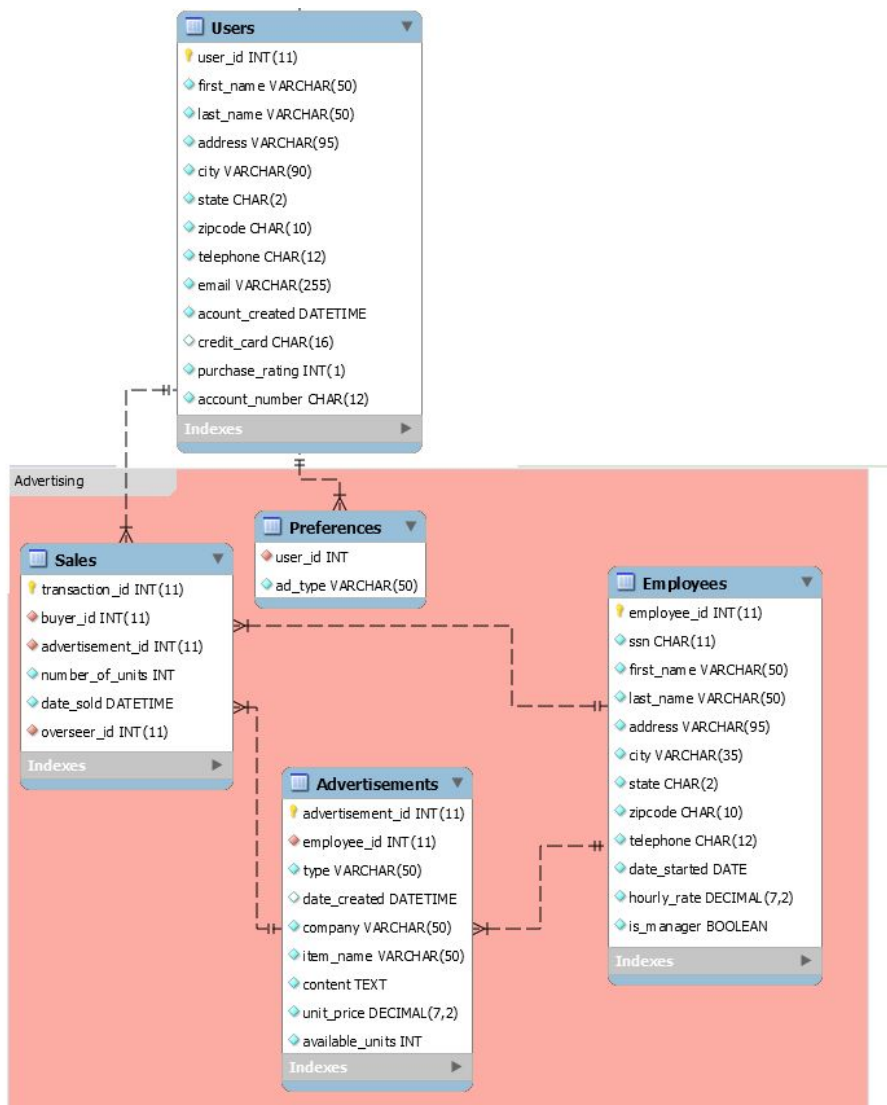 Users
user_id INT(11)
first_name VARCHAR(50)
last_name VARCHAR(50)
address VARCHAR(95)
city VARCHAR(90)
state CHAR(2)
zipcode CHAR(10)
telephone CHAR(12)
email VARCHAR(255)
acount_created DATETIME
credit_card CHAR(16)
purchase_rating INT(1)
account_number CHAR(12)
Indexes
Advertising
Preferences
user_id INT
ad_type VARCHAR(50)
Sales
transaction_id INT(11)
buyer_id INT(11)
advertisement_id INT(11)
number_of_units INT
date_sold DATETIME
overseer_id INT(11)
Indexes
Employees
employee_id INT(11)
ssn CHAR(11)
first_name VARCHAR(50)
last_name VARCHAR(50)
address VARCHAR(95)
city VARCHAR(35)
state CHAR(2)
zipcode CHAR(10)
telephone CHAR(12)
date_started DATE
hourly_rate DECIMAL(7,2)
is_manager BOOLEAN
Indexes
Advertisements
advertisement_id INT(11)
employee_id INT(11)
type VARCHAR(50)
date_created DATETIME
company VARCHAR(50)
item_name VARCHAR(50)
content TEXT
unit_price DECIMAL(7,2)
available_units INT
Indexes